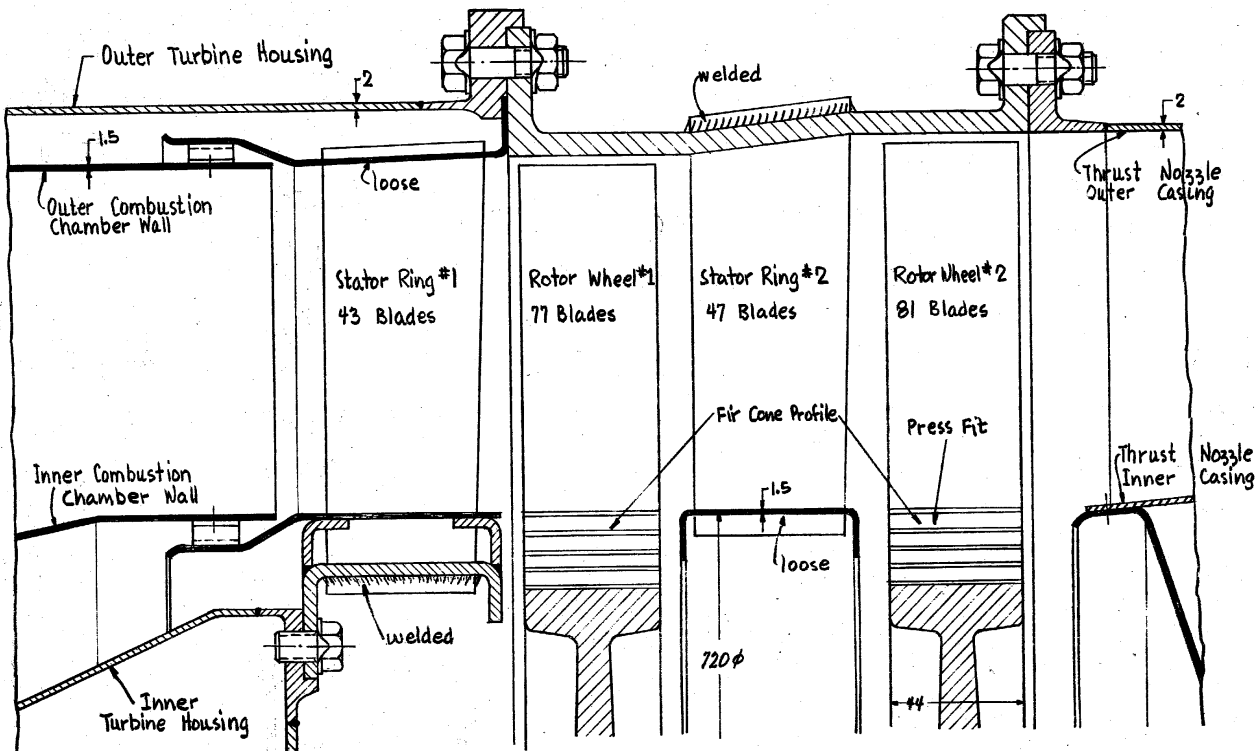 Outer Turbine Housing
2
welded
2
1.5
loose
Outer Combustion
Chamber Wall
Thrust Nozzle
Outer Casing
Stator Ring #1
43 Blades
Rotor Wheel #1
77 Blades
Stator Ring #2
47 Blades
Rotor Wheel #2
81 Blades
Fir Cone Profile
Press Fit
Inner Combustion
Chamber Wall
1.5
Thrust Nozzle
Inner Casing
loose
welded
720φ
44
Inner
Turbine Housing